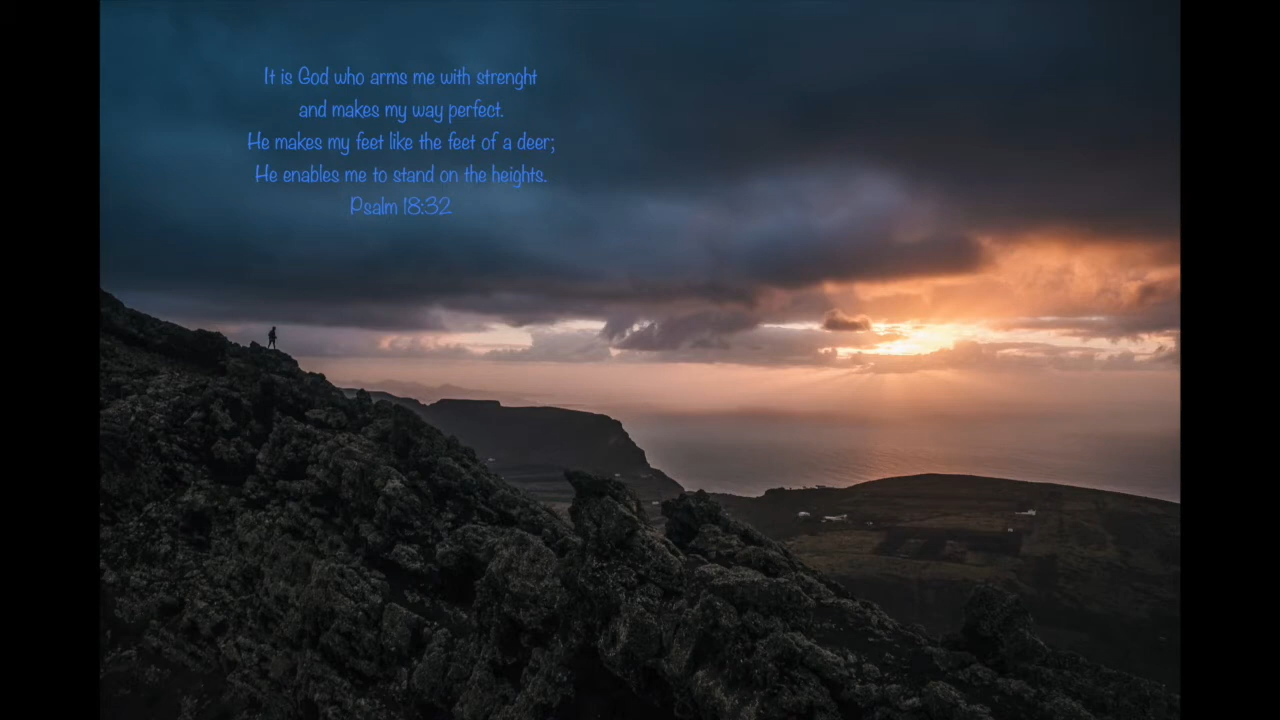 It is God who arms me with strenght
and makes my way perfect.
He makes my feet like the feet of a deer;
He enables me to stand on the heights.
Psalm 18:32